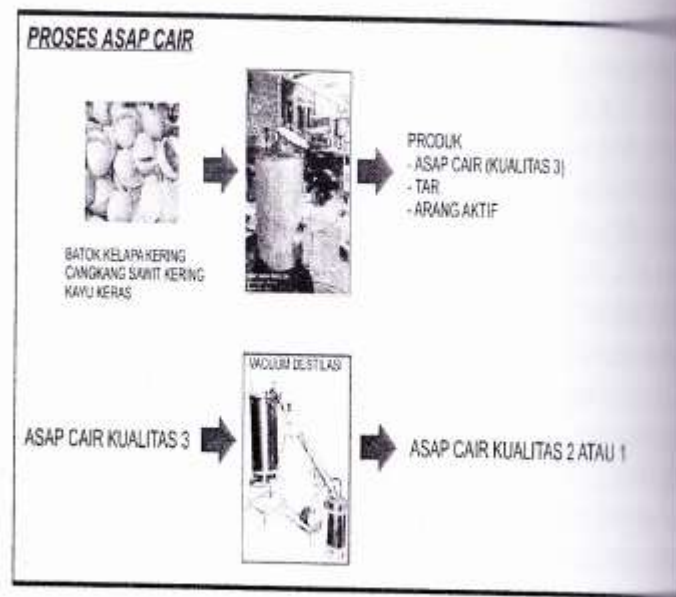 PROSES ASAP CAIR
BATOK KELAPA KERING
CANGKANG SAWIT KERING
KAYU KERAS
PRODUK
- ASAP CAIR (KUALITAS 3)
- TAR
- ARANG AKTIF
VACUUM DESTILASI
ASAP CAIR KUALITAS 3
ASAP CAIR KUALITAS 2 ATAU 1